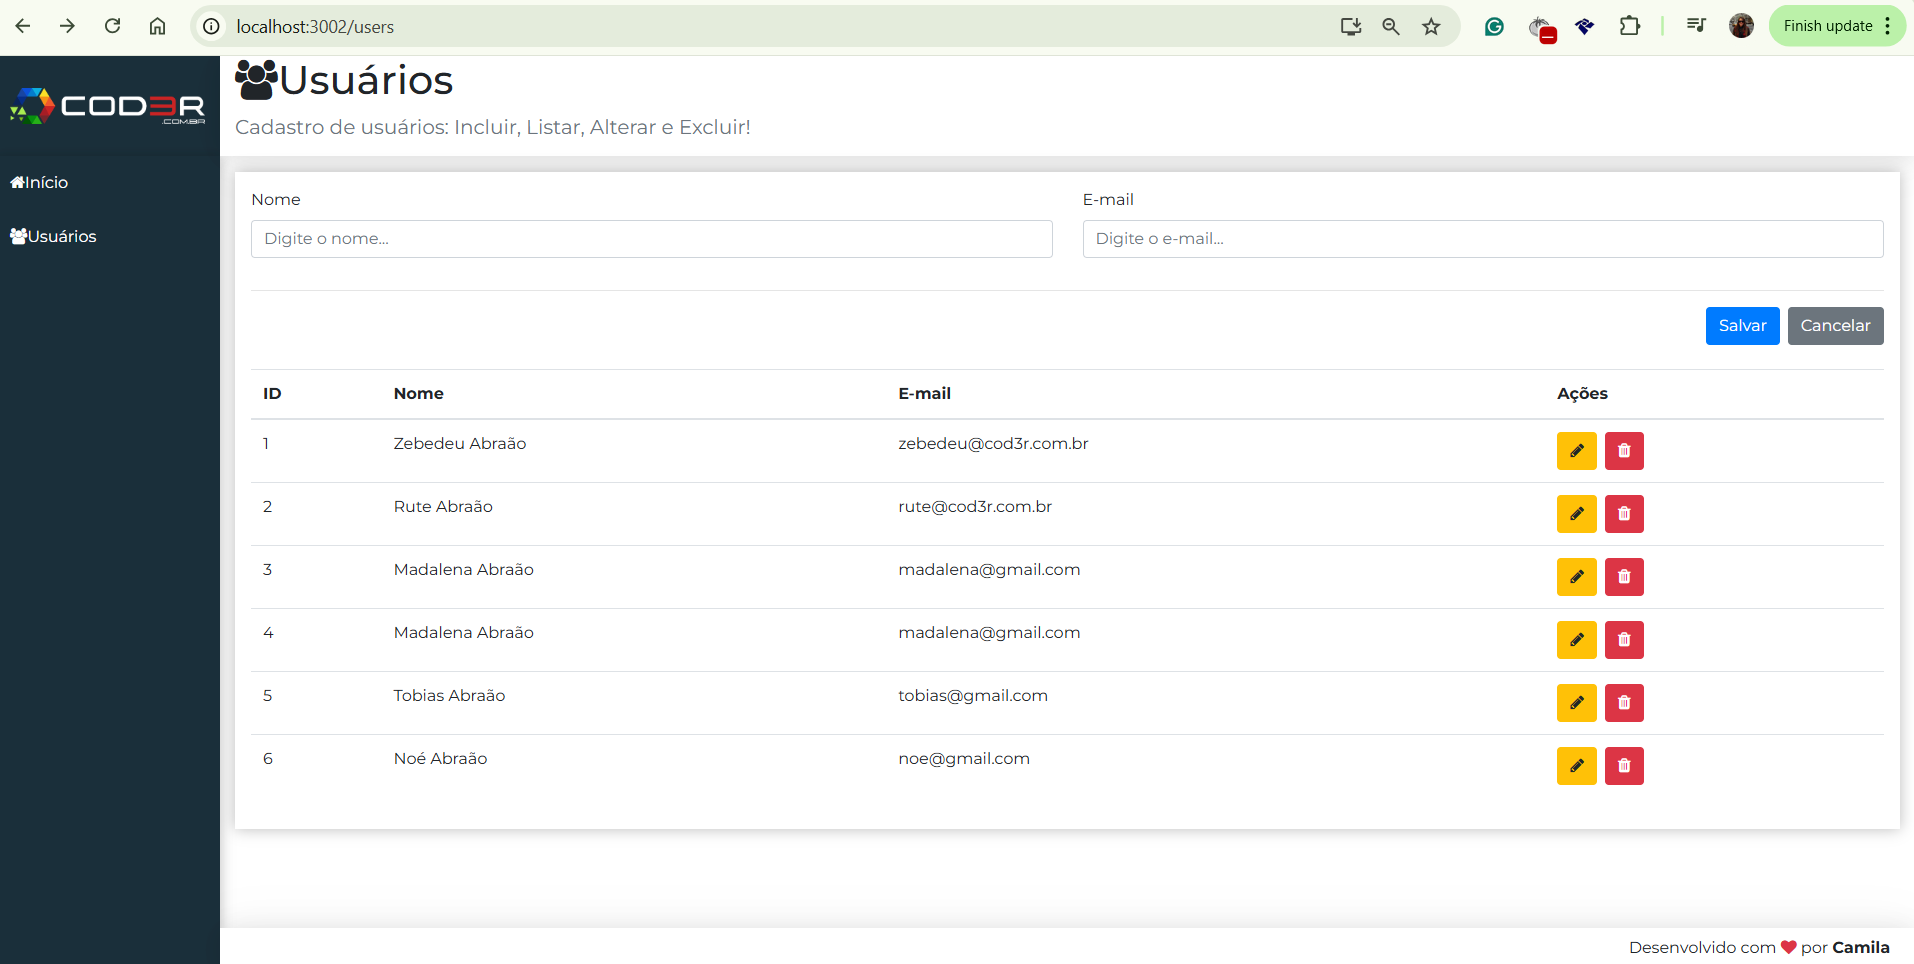 localhost:3002/users
Finish update
COD3R
.COM.BR
Usuários
Cadastro de usuários: Incluir, Listar, Alterar e Excluir!
Início
Usuários
Nome
E-mail
Digite o nome...
Digite o e-mail...
Salvar
Cancelar
ID Nome E-mail Ações
1 Zebedeu Abraão zebedeu@cod3r.com.br
2 Rute Abraão rute@cod3r.com.br
3 Madalena Abraão madalena@gmail.com
4 Madalena Abraão madalena@gmail.com
5 Tobias Abraão tobias@gmail.com
6 Noé Abraão noe@gmail.com
Desenvolvido com ❤ por Camila